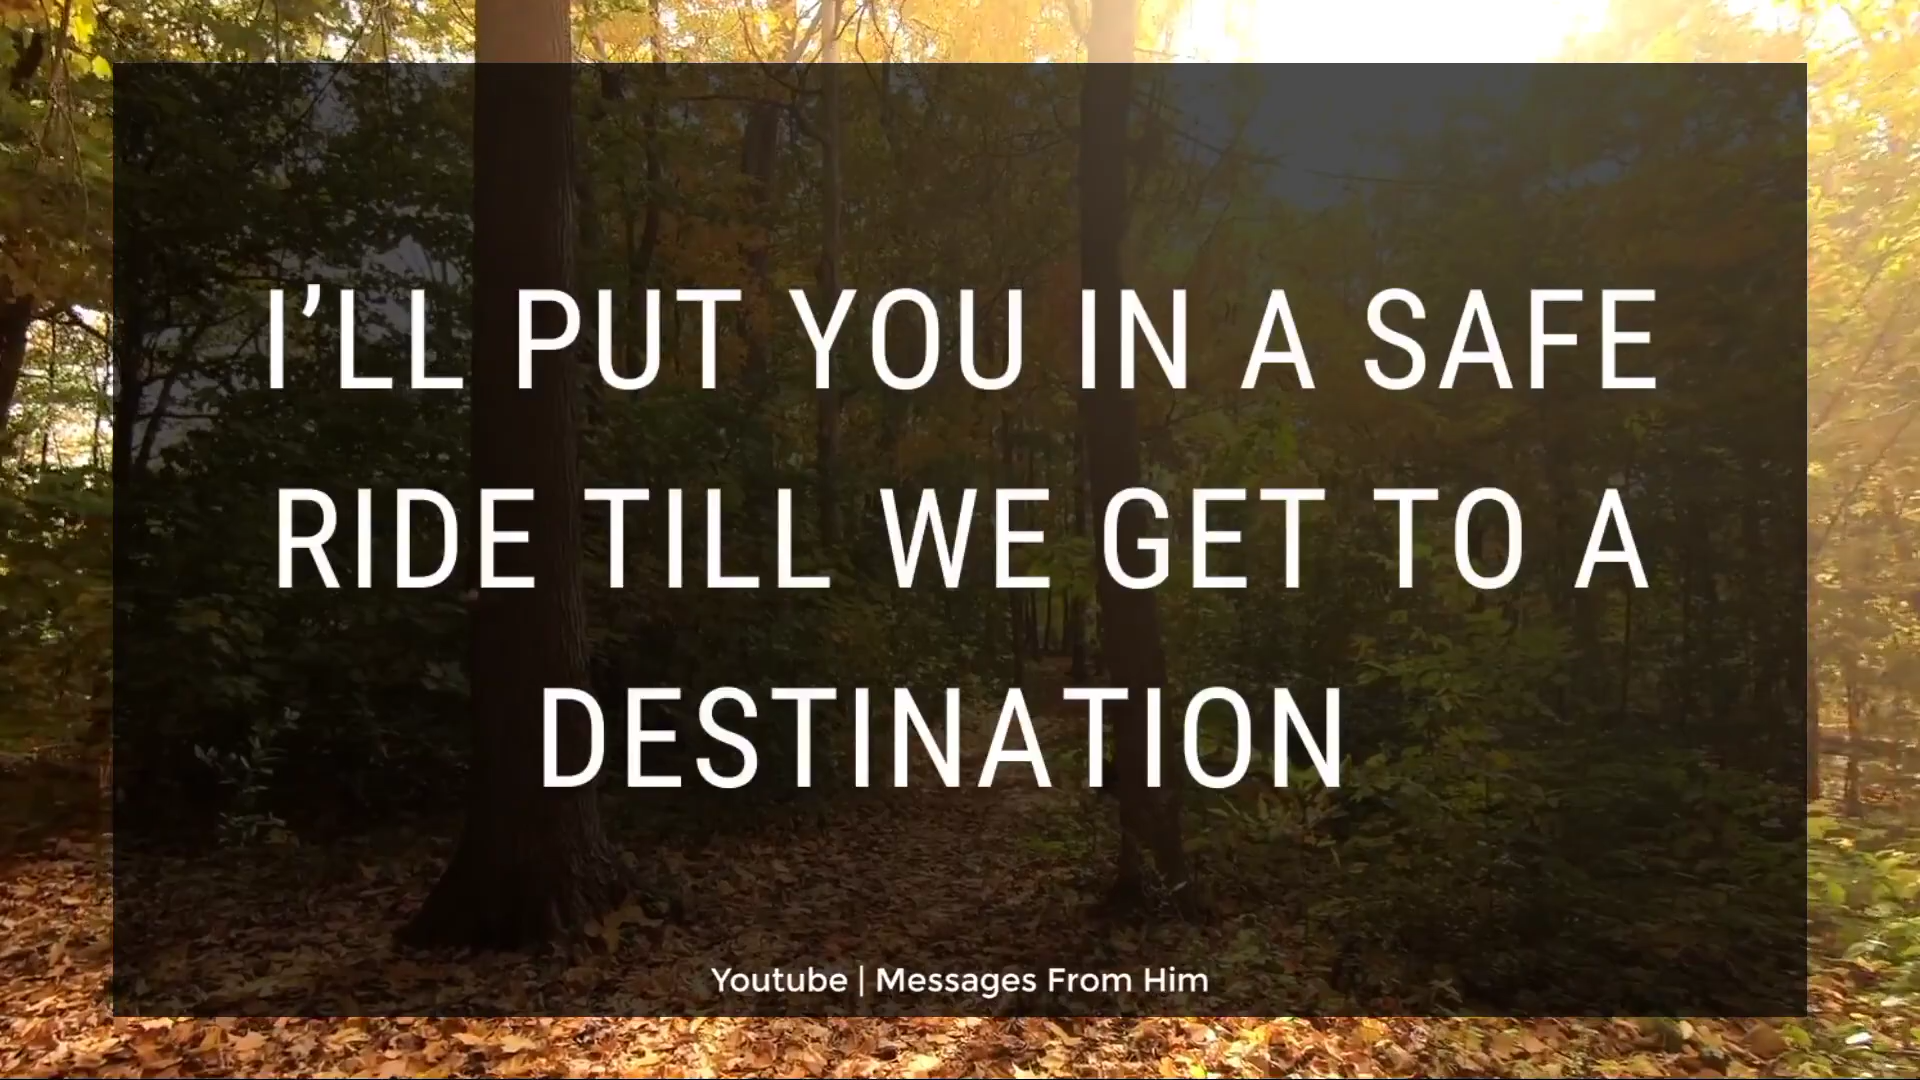 I’LL PUT YOU IN A SAFE
RIDE TILL WE GET TO A
DESTINATION
Youtube | Messages From Him